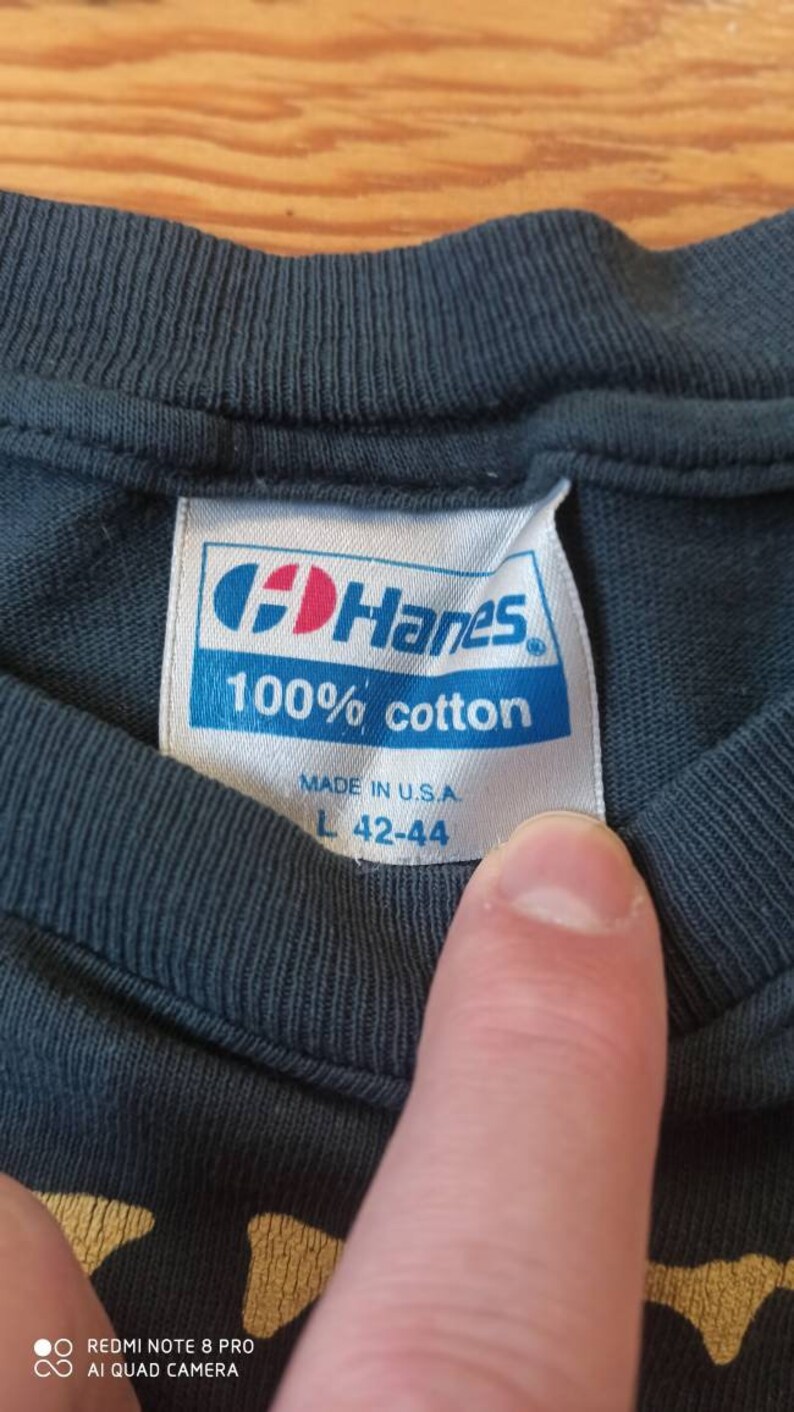 Hanes®
100% cotton
MADE IN U.S.A.
L 42-44
REDMI NOTE 8 PRO
AI QUAD CAMERA